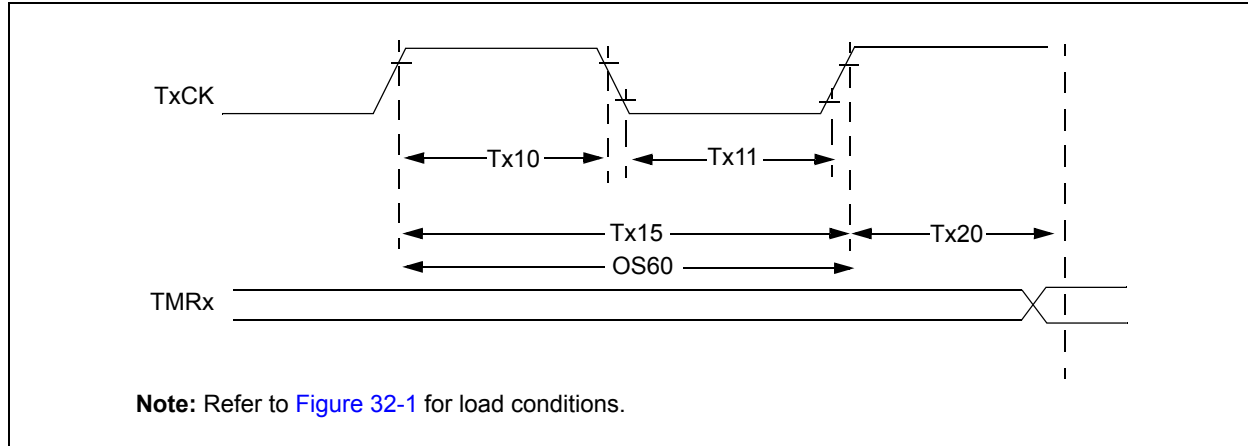 TxCK
Tx10
Tx11
Tx15
Tx20
OS60
TMRx
Note: Refer to Figure 32-1 for load conditions.